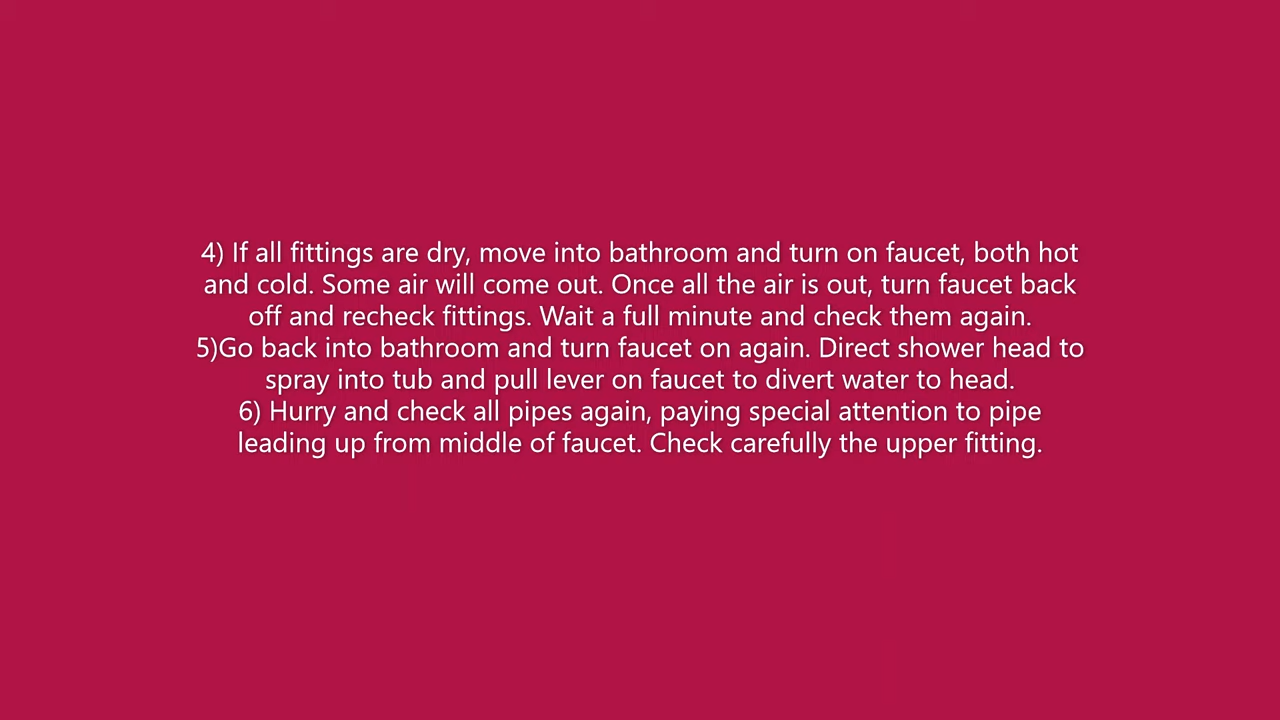 4) If all fittings are dry, move into bathroom and turn on faucet, both hot
and cold. Some air will come out. Once all the air is out, turn faucet back
off and recheck fittings. Wait a full minute and check them again.
5)Go back into bathroom and turn faucet on again. Direct shower head to
spray into tub and pull lever on faucet to divert water to head.
6) Hurry and check all pipes again, paying special attention to pipe
leading up from middle of faucet. Check carefully the upper fitting.